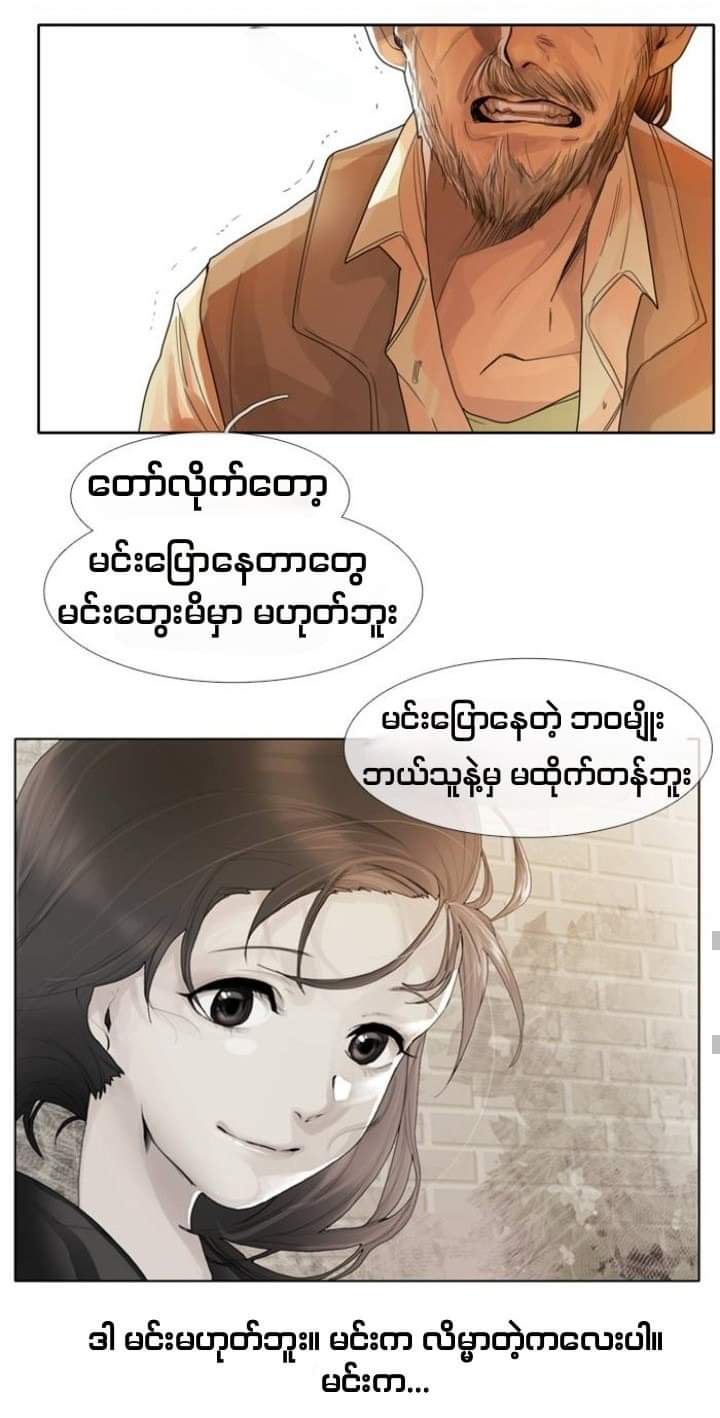 တော်လိုက်တော့
မင်းပြောနေတာတွေ
မင်းတွေးမိမှာ မဟုတ်ဘူး
မင်းပြောနေတဲ့ ဘဝမျိုး
ဘယ်သူနဲ့မှ မထိုက်တန်ဘူး
ဒါ မင်းမဟုတ်ဘူး။ မင်းက လိမ္မာတဲ့ကလေးပါ။
မင်းက...